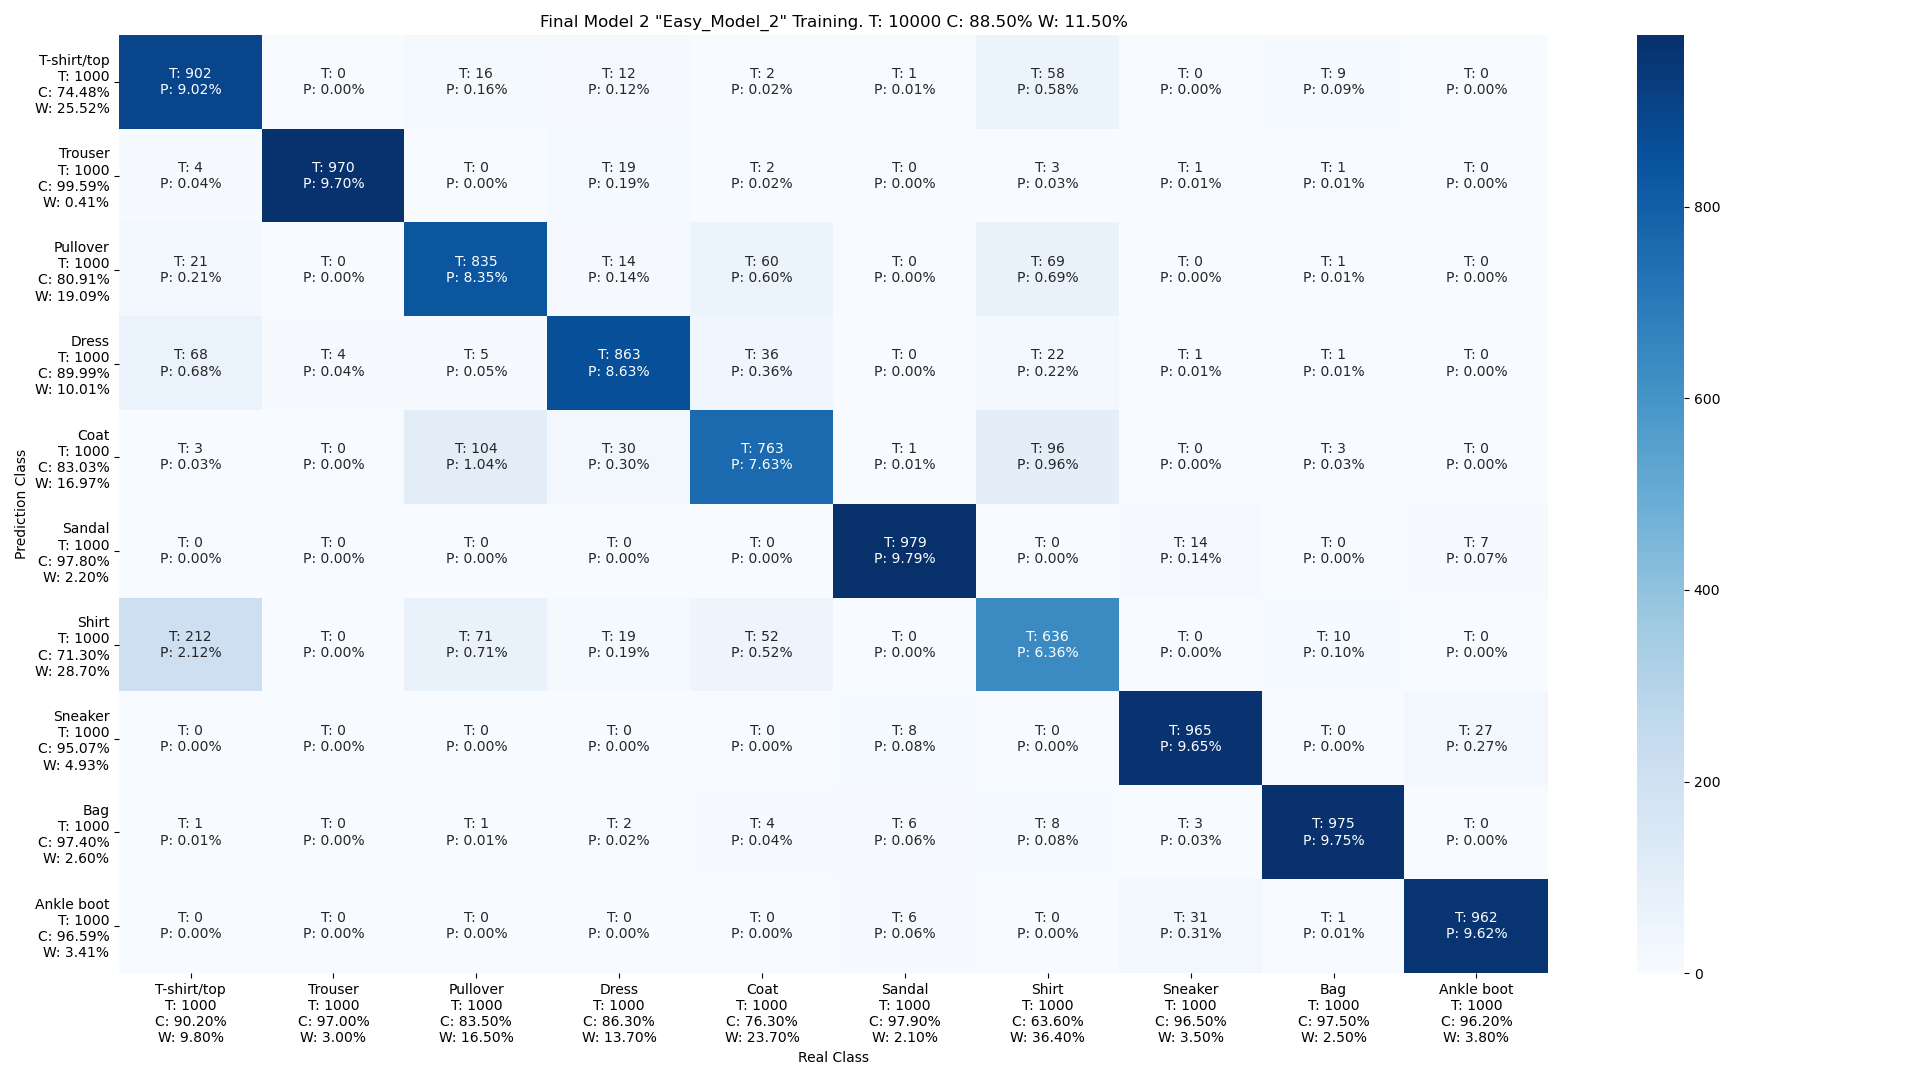 Final Model 2 "Easy_Model_2" Training. T: 10000 C: 88.50% W: 11.50%
Prediction Class
T-shirt/top
T: 1000
C: 74.48%
W: 25.52%
T: 902 T: 0 T: 16 T: 12 T: 2 T: 1 T: 58 T: 0 T: 9 T: 0
P: 9.02% P: 0.00% P: 0.16% P: 0.12% P: 0.02% P: 0.01% P: 0.58% P: 0.00% P: 0.09% P: 0.00%
Trouser
T: 1000
C: 99.59%
W: 0.41%
T: 4 T: 970 T: 0 T: 19 T: 2 T: 0 T: 3 T: 1 T: 1 T: 0
P: 0.04% P: 9.70% P: 0.00% P: 0.19% P: 0.02% P: 0.00% P: 0.03% P: 0.01% P: 0.01% P: 0.00%
Pullover
T: 1000
C: 80.91%
W: 19.09%
T: 21 T: 0 T: 835 T: 14 T: 60 T: 0 T: 69 T: 0 T: 1 T: 0
P: 0.21% P: 0.00% P: 8.35% P: 0.14% P: 0.60% P: 0.00% P: 0.69% P: 0.00% P: 0.01% P: 0.00%
Dress
T: 1000
C: 89.99%
W: 10.01%
T: 68 T: 4 T: 5 T: 863 T: 36 T: 0 T: 22 T: 1 T: 1 T: 0
P: 0.68% P: 0.04% P: 0.05% P: 8.63% P: 0.36% P: 0.00% P: 0.22% P: 0.01% P: 0.01% P: 0.00%
Coat
T: 1000
C: 83.03%
W: 16.97%
T: 3 T: 0 T: 104 T: 30 T: 763 T: 1 T: 96 T: 0 T: 3 T: 0
P: 0.03% P: 0.00% P: 1.04% P: 0.30% P: 7.63% P: 0.01% P: 0.96% P: 0.00% P: 0.03% P: 0.00%
Sandal
T: 1000
C: 97.80%
W: 2.20%
T: 0 T: 0 T: 0 T: 0 T: 0 T: 979 T: 0 T: 14 T: 0 T: 7
P: 0.00% P: 0.00% P: 0.00% P: 0.00% P: 0.00% P: 9.79% P: 0.00% P: 0.14% P: 0.00% P: 0.07%
Shirt
T: 1000
C: 71.30%
W: 28.70%
T: 212 T: 0 T: 71 T: 19 T: 52 T: 0 T: 636 T: 0 T: 10 T: 0
P: 2.12% P: 0.00% P: 0.71% P: 0.19% P: 0.52% P: 0.00% P: 6.36% P: 0.00% P: 0.10% P: 0.00%
Sneaker
T: 1000
C: 95.07%
W: 4.93%
T: 0 T: 0 T: 0 T: 0 T: 0 T: 8 T: 0 T: 965 T: 0 T: 27
P: 0.00% P: 0.00% P: 0.00% P: 0.00% P: 0.00% P: 0.08% P: 0.00% P: 9.65% P: 0.00% P: 0.27%
Bag
T: 1000
C: 97.40%
W: 2.60%
T: 1 T: 0 T: 1 T: 2 T: 4 T: 6 T: 8 T: 3 T: 975 T: 0
P: 0.01% P: 0.00% P: 0.01% P: 0.02% P: 0.04% P: 0.06% P: 0.08% P: 0.03% P: 9.75% P: 0.00%
Ankle boot
T: 1000
C: 96.59%
W: 3.41%
T: 0 T: 0 T: 0 T: 0 T: 0 T: 6 T: 0 T: 31 T: 1 T: 962
P: 0.00% P: 0.00% P: 0.00% P: 0.00% P: 0.00% P: 0.06% P: 0.00% P: 0.31% P: 0.01% P: 9.62%
T-shirt/top Trouser Pullover Dress Coat Sandal Shirt Sneaker Bag Ankle boot
T: 1000 T: 1000 T: 1000 T: 1000 T: 1000 T: 1000 T: 1000 T: 1000 T: 1000 T: 1000
C: 90.20% C: 97.00% C: 83.50% C: 86.30% C: 76.30% C: 97.90% C: 63.60% C: 96.50% C: 97.50% C: 96.20%
W: 9.80% W: 3.00% W: 16.50% W: 13.70% W: 23.70% W: 2.10% W: 36.40% W: 3.50% W: 2.50% W: 3.80%
Real Class
800
600
400
200
0